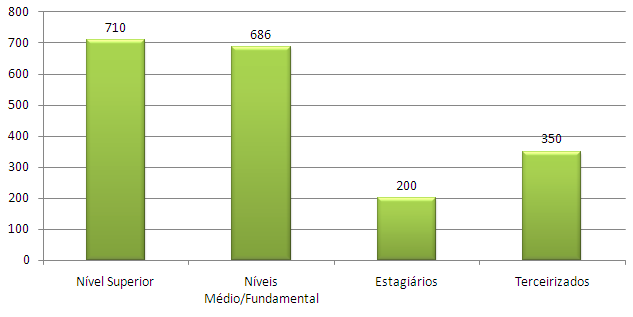 800
700
600
500
400
300
200
100
0
710
686
200
350
Nível Superior
Níveis
Médio/Fundamental
Estagiários
Terceirizados